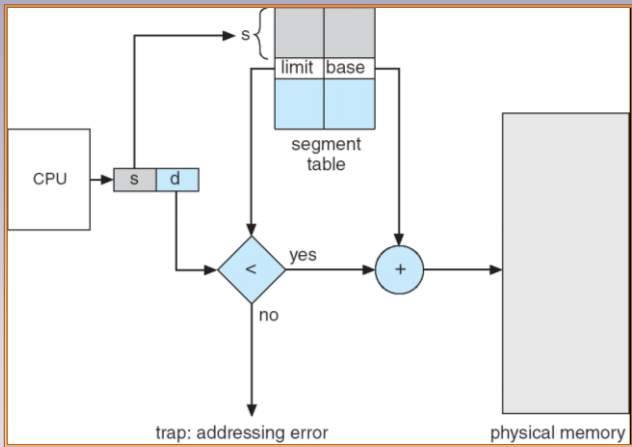 s
limit base
segment
table
CPU
s d
<
yes
+
no
trap: addressing error
physical memory